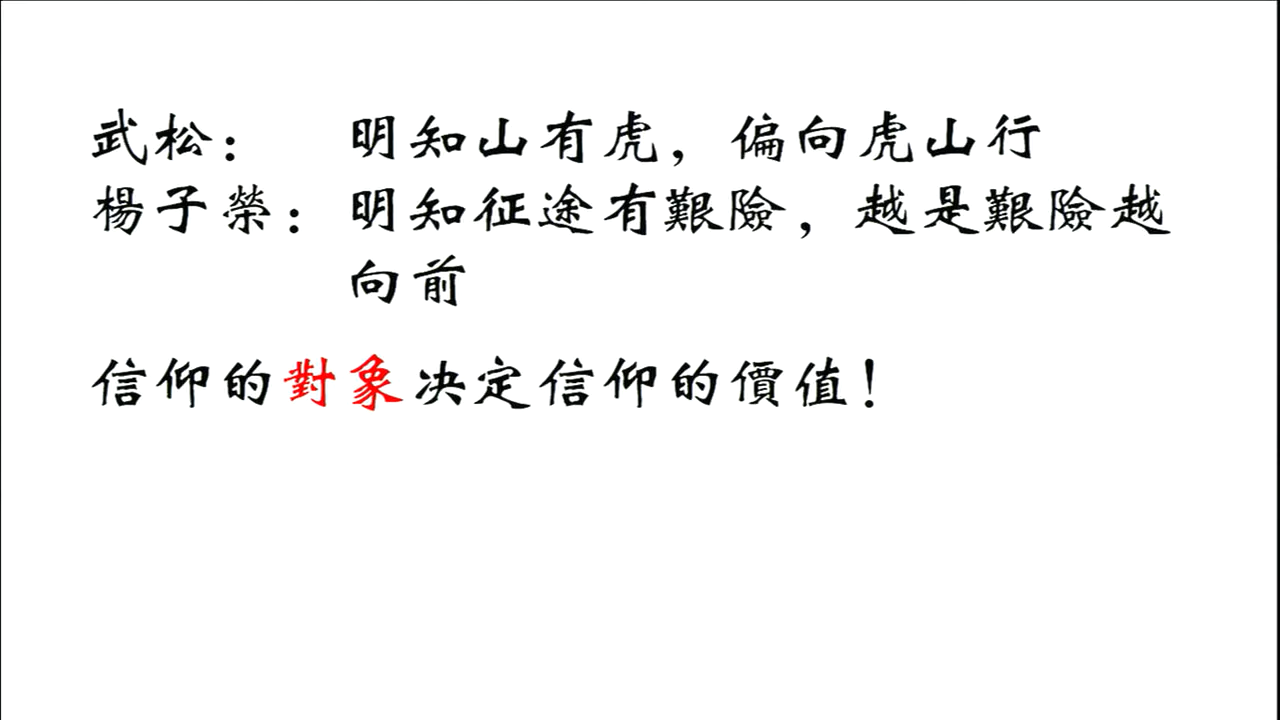 武松： 明知山有虎，偏向虎山行
楊子榮：明知征途有艱險，越是艱險越
向前
信仰的對象决定信仰的價值！